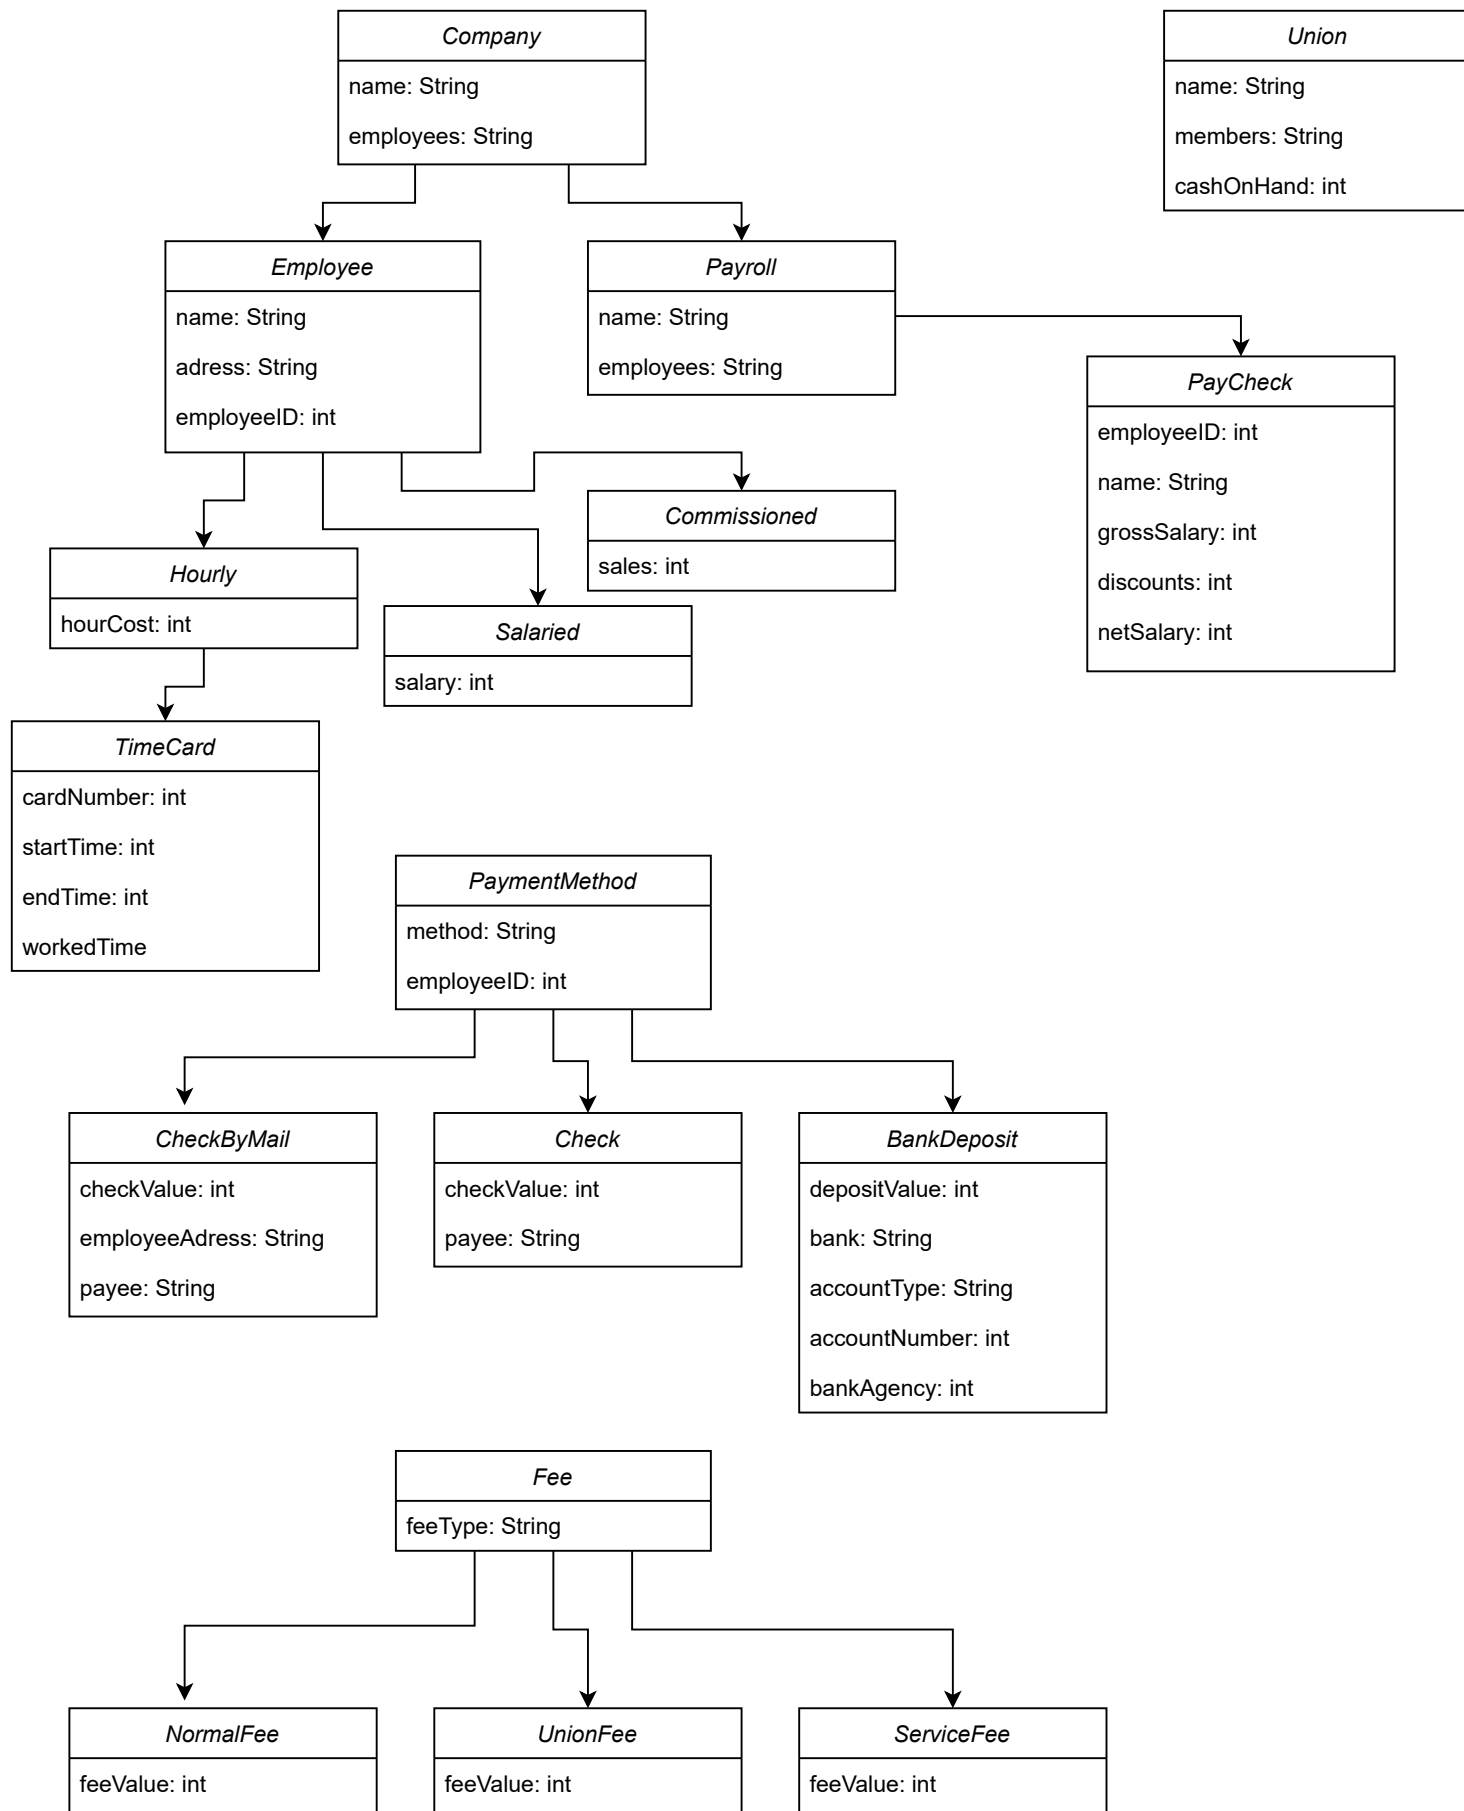 Company
name: String
employees: String
Union
name: String
members: String
cashOnHand: int
Employee
name: String
adress: String
employeeID: int
Payroll
name: String
employees: String
PayCheck
employeeID: int
name: String
grossSalary: int
discounts: int
netSalary: int
Commissioned
sales: int
Hourly
hourCost: int
Salaried
salary: int
TimeCard
cardNumber: int
startTime: int
endTime: int
workedTime
PaymentMethod
method: String
employeeID: int
CheckByMail
checkValue: int
employeeAdress: String
payee: String
Check
checkValue: int
payee: String
BankDeposit
depositValue: int
bank: String
accountType: String
accountNumber: int
bankAgency: int
Fee
feeType: String
NormalFee
feeValue: int
UnionFee
feeValue: int
ServiceFee
feeValue: int